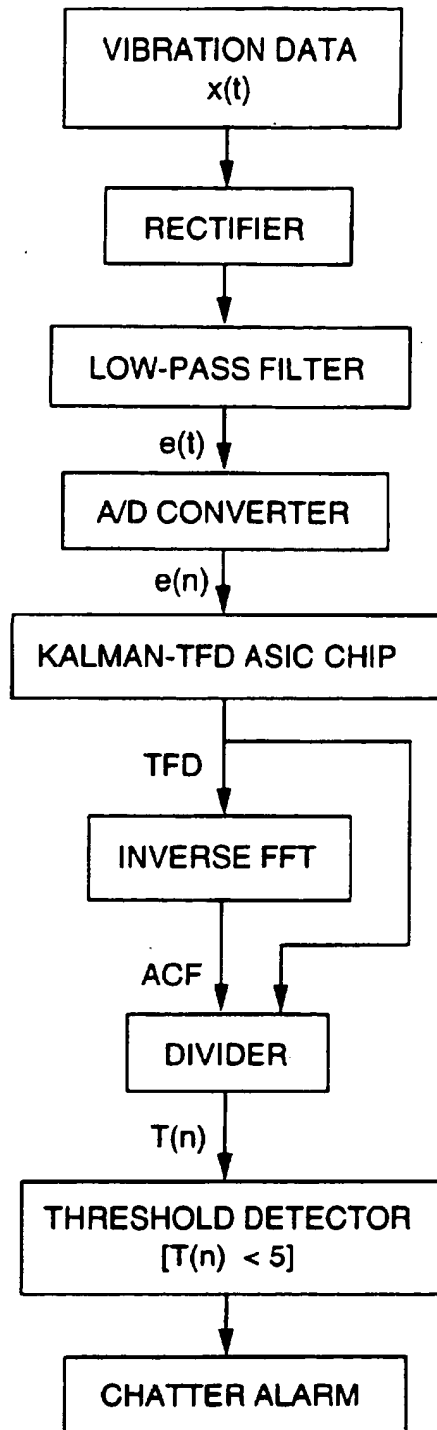 VIBRATION DATA
x(t)
RECTIFIER
LOW-PASS FILTER
e(t)
A/D CONVERTER
e(n)
KALMAN-TFD ASIC CHIP
TFD
INVERSE FFT
ACF
DIVIDER
T(n)
THRESHOLD DETECTOR
[T(n) < 5]
CHATTER ALARM